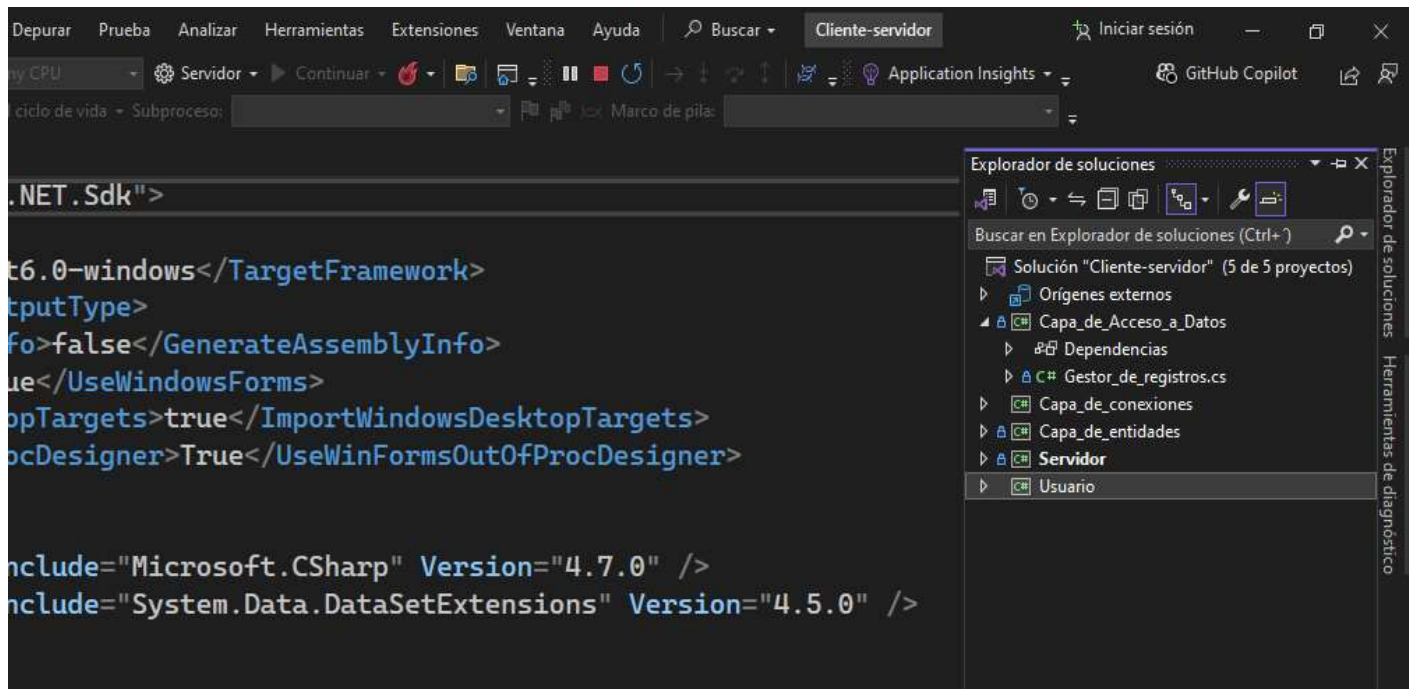 Depurar Prueba Analizar Herramientas Extensiones Ventana Ayuda Buscar Cliente-servidor Iniciar sesión
ny CPU Servidor Continuar Application Insights GitHub Copilot
l ciclo de vida Subproceso: Marco de pila:
.NET.Sdk">
t6.0-windows</TargetFramework>
tputType>
fo>false</GenerateAssemblyInfo>
ue</UseWindowsForms>
opTargets>true</ImportWindowsDesktopTargets>
ocDesigner>True</UseWinFormsOutOfProcDesigner>
nclude="Microsoft.CSharp" Version="4.7.0" />
nclude="System.Data.DataSetExtensions" Version="4.5.0" />
Explorador de soluciones
Buscar en Explorador de soluciones (Ctrl+´)
Solución "Cliente-servidor" (5 de 5 proyectos)
Orígenes externos
C# Capa_de_Acceso_a_Datos
Dependencias
C# Gestor_de_registros.cs
C# Capa_de_conexiones
C# Capa_de_entidades
C# Servidor
C# Usuario
Explorador de soluciones
Herramientas de diagnóstico